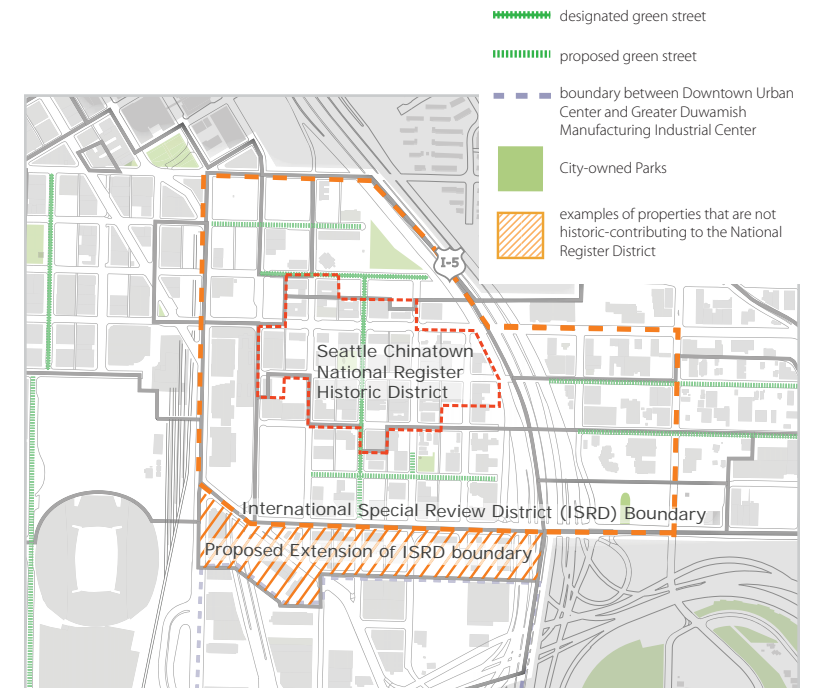 designated green street
proposed green street
boundary between Downtown Urban
Center and Greater Duwamish
Manufacturing Industrial Center
City-owned Parks
examples of properties that are not
historic-contributing to the National
Register District
I-5
Seattle Chinatown
National Register
Historic District
International Special Review District (ISRD) Boundary
Proposed Extension of ISRD boundary